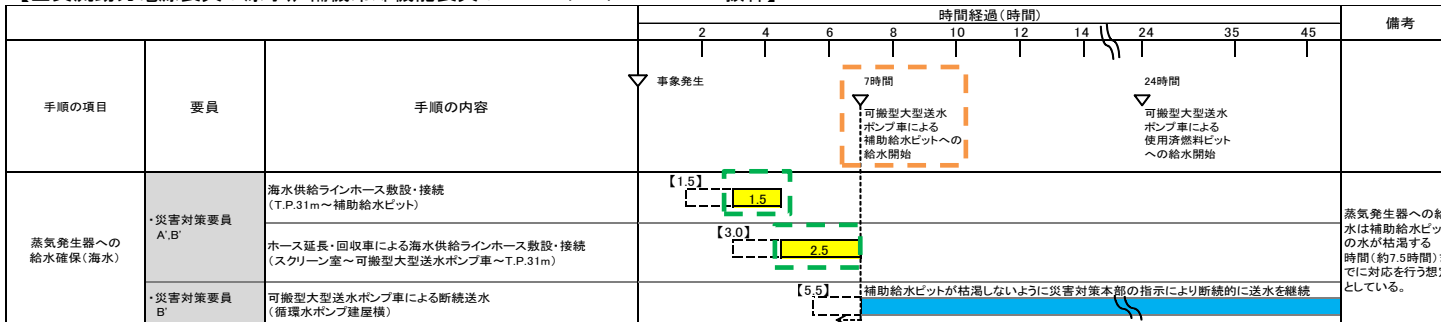 時間経過(時間)
備考
2 4 6 8 10 12 14 24 35 45
手順の項目
要員
手順の内容
事象発生
7時間
可搬型大型送水
ポンプ車による
補助給水ピットへの
給水開始
24時間
可搬型大型送水
ポンプ車による
使用済燃料ピット
への給水開始
蒸気発生器への
給水確保(海水)
・災害対策要員
A',B'
海水供給ラインホース敷設・接続
(T.P.31m～補助給水ピット)
【1.5】
1.5
ホース延長・回収車による海水供給ラインホース敷設・接続
(スクリーン室～可搬型大型送水ポンプ車～T.P.31m)
【3.0】
2.5
・災害対策要員
B'
可搬型大型送水ポンプ車による断続送水
(循環水ポンプ建屋横)
【5.5】
補助給水ピットが枯渇しないように災害対策本部の指示により断続的に送水を継続
蒸気発生器への給
水は補助給水ピッ
の水が枯渇する
時間(約7.5時間)
でに対応を行う想
としている。